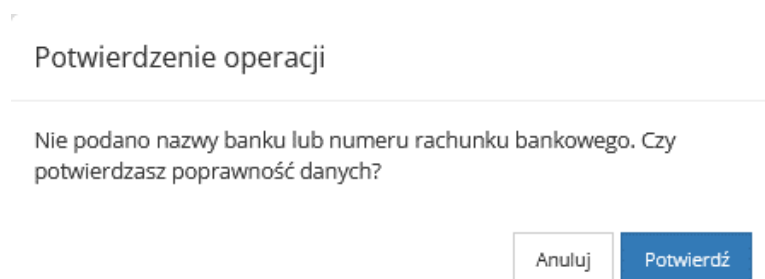 Potwierdzenie operacji
Nie podano nazwy banku lub numeru rachunku bankowego. Czy
potwierdzasz poprawność danych?
Anuluj
Potwierdź